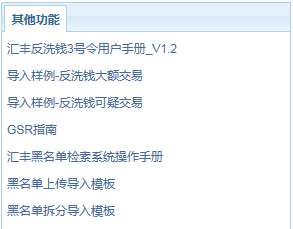 其他功能
汇丰反洗钱3号令用户手册_V1.2
导入样例-反洗钱大额交易
导入样例-反洗钱可疑交易
GSR指南
汇丰黑名单检索系统操作手册
黑名单上传导入模板
黑名单拆分导入模板